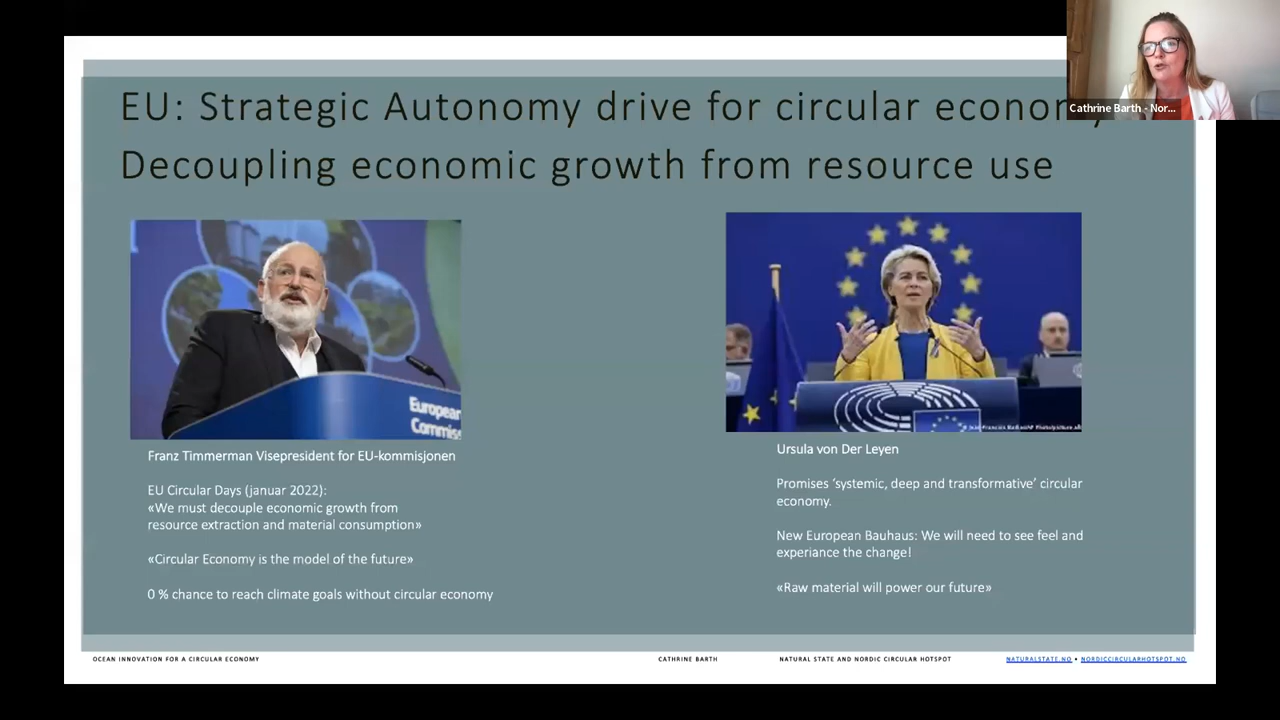 EU: Strategic Autonomy drive for circular economy
Decoupling economic growth from resource use
Cathrine Barth - Nor...
European
Commiss
Franz Timmerman Visepresident for EU-kommisjonen
EU Circular Days (januar 2022):
«We must decouple economic growth from
resource extraction and material consumption»
«Circular Economy is the model of the future»
0 % chance to reach climate goals without circular economy
Ursula von Der Leyen
Promises ‘systemic, deep and transformative’ circular
economy.
New European Bauhaus: We will need to see feel and
experiance the change!
«Raw material will power our future»
OCEAN INNOVATION FOR A CIRCULAR ECONOMY
CATHRINE BARTH
NATURAL STATE AND NORDIC CIRCULAR HOTSPOT
NATURALSTATE.NO • NORDICCIRCULARHOTSPOT.NO